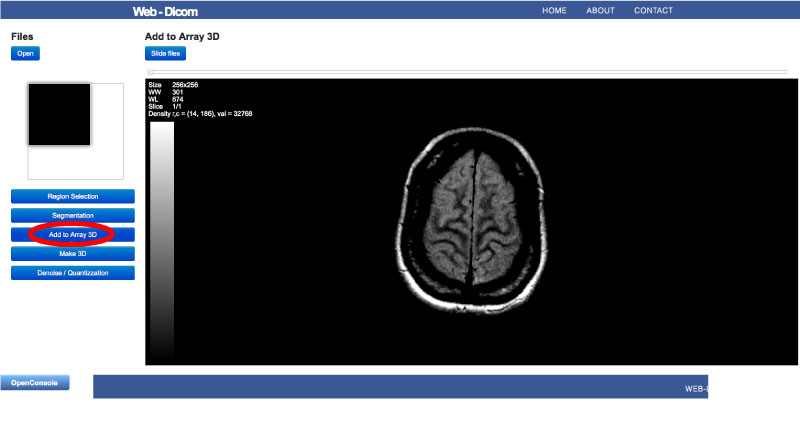 Web - Dicom
HOME ABOUT CONTACT
Files
Open
Add to Array 3D
Slide files
Size 256x256
WW 301
WL 674
Slice 1/1
Density r,c = (14, 186), val = 32768
Region Selection
Segmentation
Add to Array 3D
Make 3D
Denoise / Quantizzation
OpenConsole